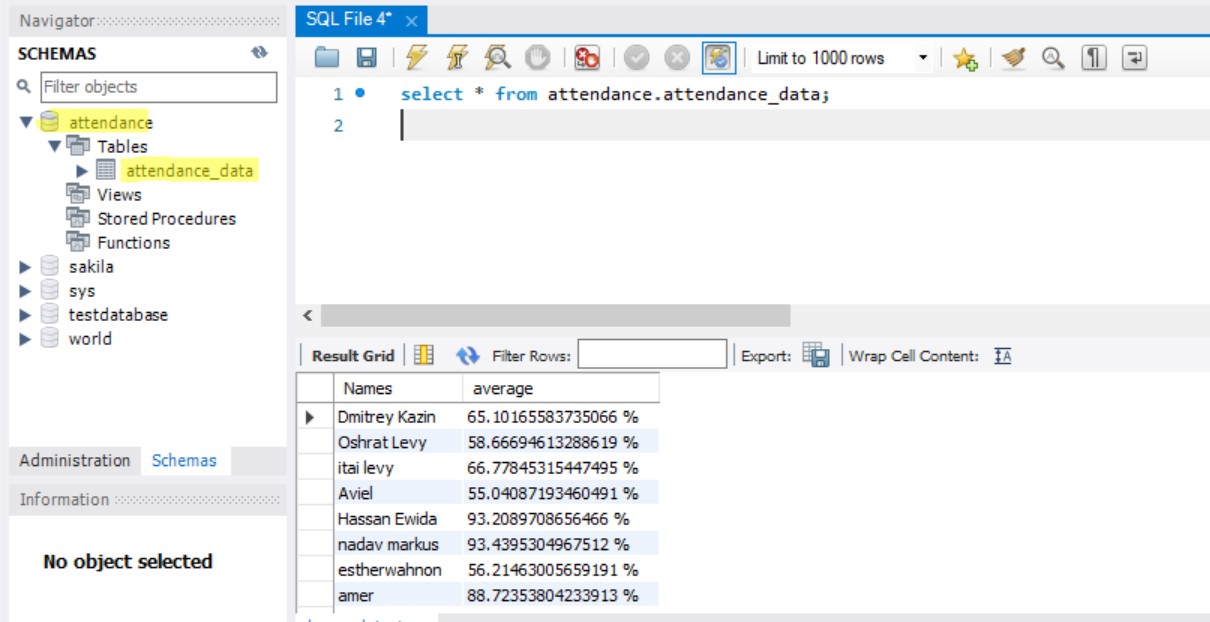 Navigator
SCHEMAS
Filter objects
attendance
Tables
attendance_data
Views
Stored Procedures
Functions
sakila
sys
testdatabase
world
Administration Schemas
Information
No object selected
SQL File 4* ×
Limit to 1000 rows
1 select * from attendance.attendance_data;
2
Result Grid Filter Rows: Export: Wrap Cell Content:
Names average
Dmitrey Kazin 65.10165583735066 %
Oshrat Levy 58.66694613288619 %
itai levy 66.77845315447495 %
Aviel 55.04087193460491 %
Hassan Ewida 93.2089708656466 %
nadav markus 93.4395304967512 %
estherwahnon 56.21463005659191 %
amer 88.72353804233913 %